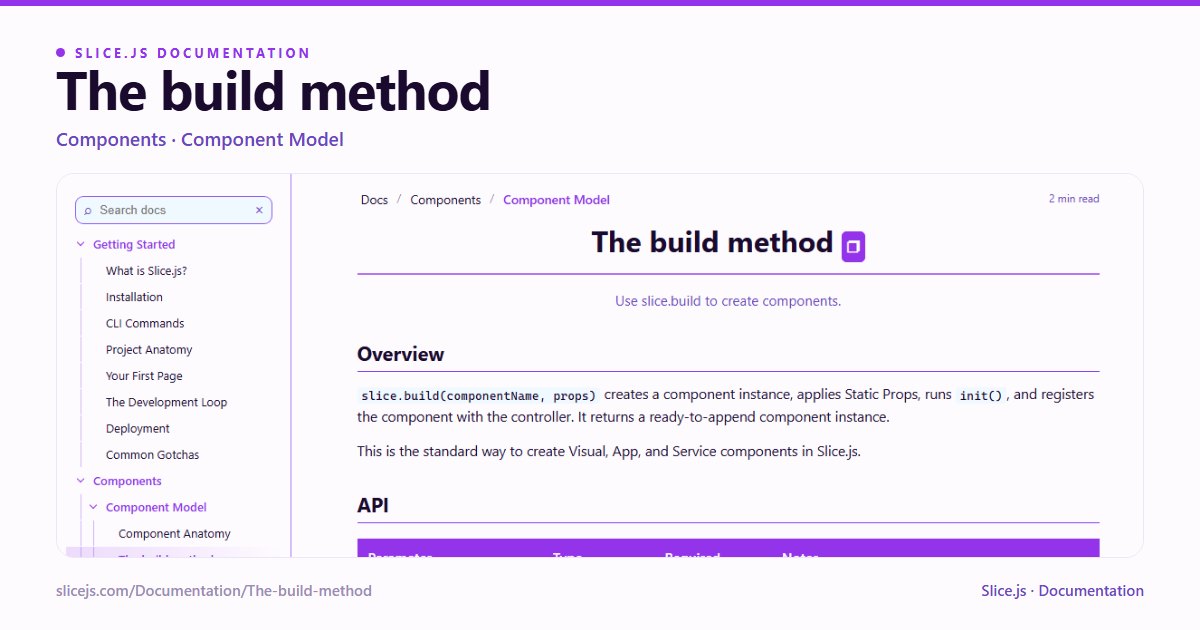 SLICE.JS DOCUMENTATION
The build method
Components · Component Model
Search docs
Getting Started
What is Slice.js?
Installation
CLI Commands
Project Anatomy
Your First Page
The Development Loop
Deployment
Common Gotchas
Components
Component Model
Component Anatomy
Docs / Components / Component Model
2 min read
The build method
Use slice.build to create components.
Overview
slice.build(componentName, props) creates a component instance, applies Static Props, runs init(), and registers
the component with the controller. It returns a ready-to-append component instance.
This is the standard way to create Visual, App, and Service components in Slice.js.
API
Parameter Type Required Notes
slicejs.com/Documentation/The-build-method
Slice.js · Documentation